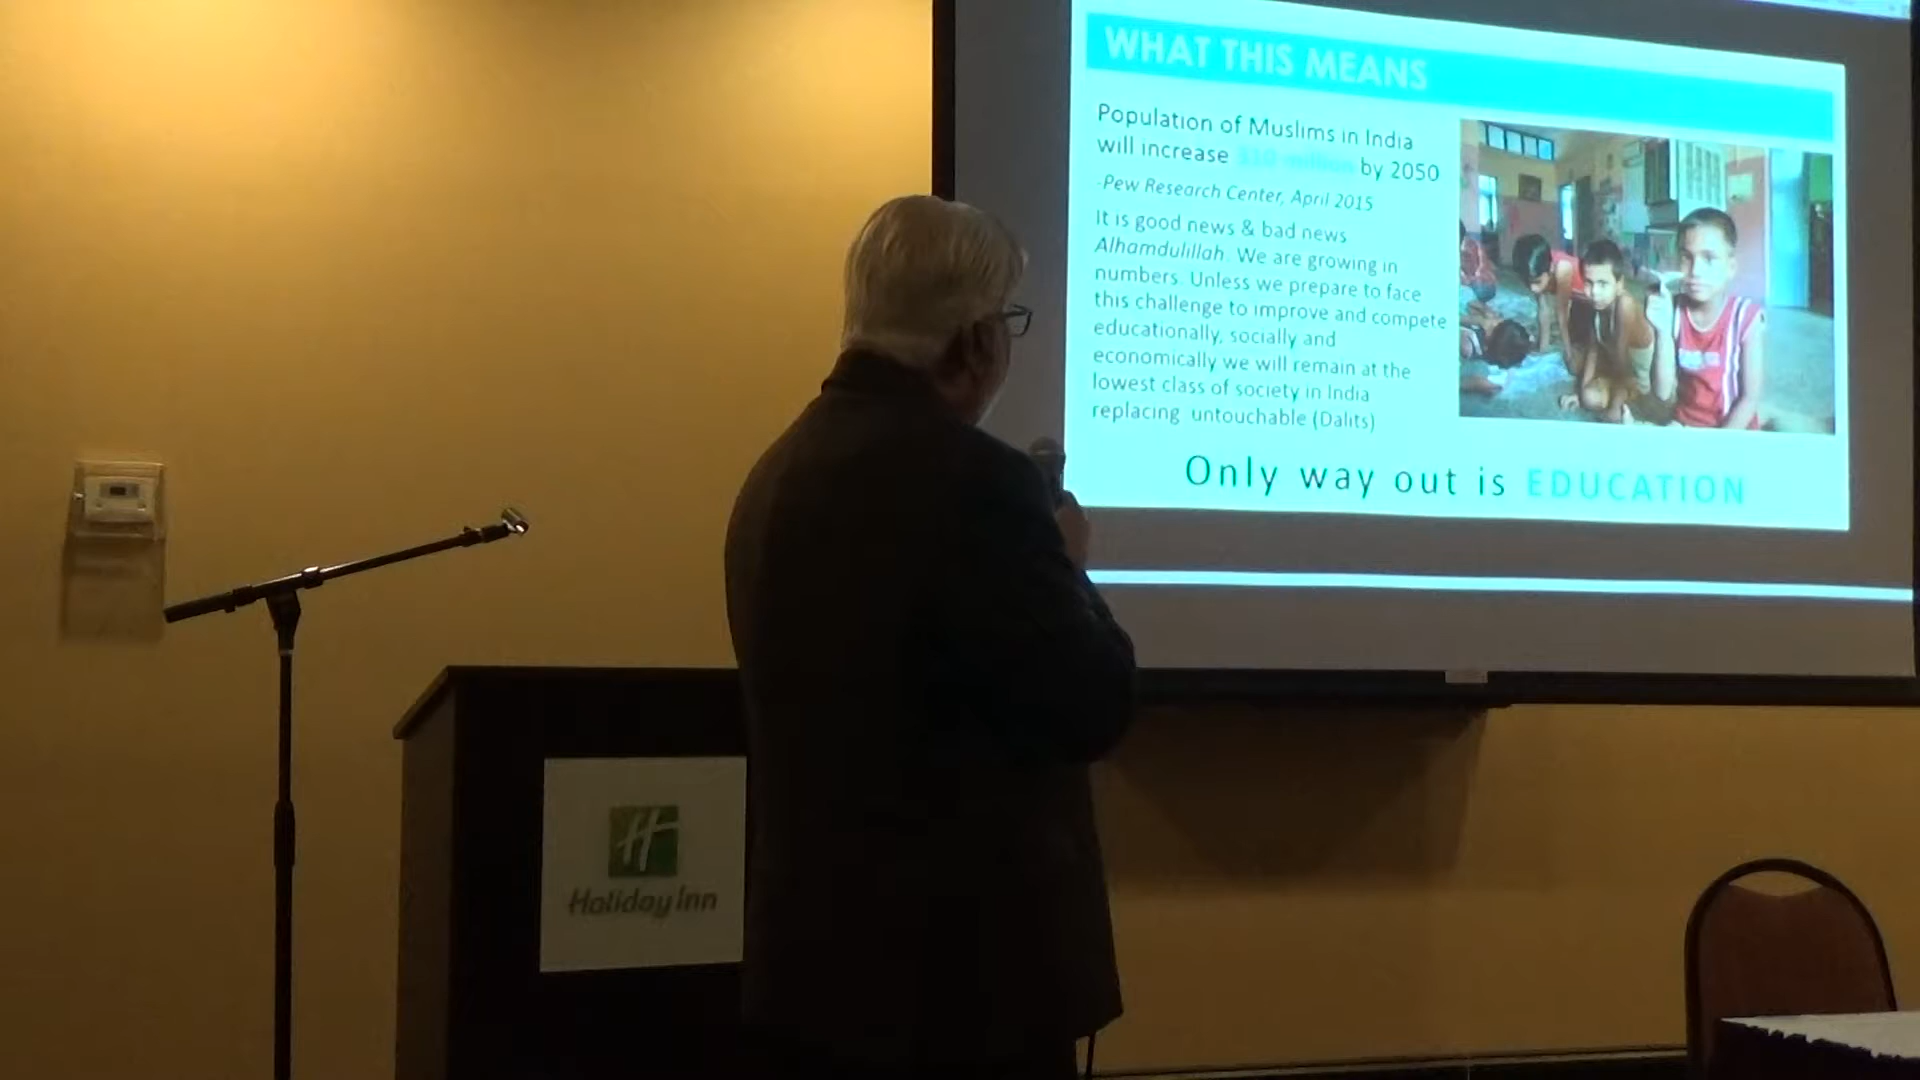 WHAT THIS MEANS
Population of Muslims in India
will increase by 2050
-Pew Research Center, April 2015
It is good news & bad news
Alhamdulillah. We are growing in
numbers. Unless we prepare to face
this challenge to improve and compete
educationally, socially and
economically we will remain at the
lowest class of society in India
replacing untouchable (Dalits)
Only way out is EDUCATION
H
Holiday Inn